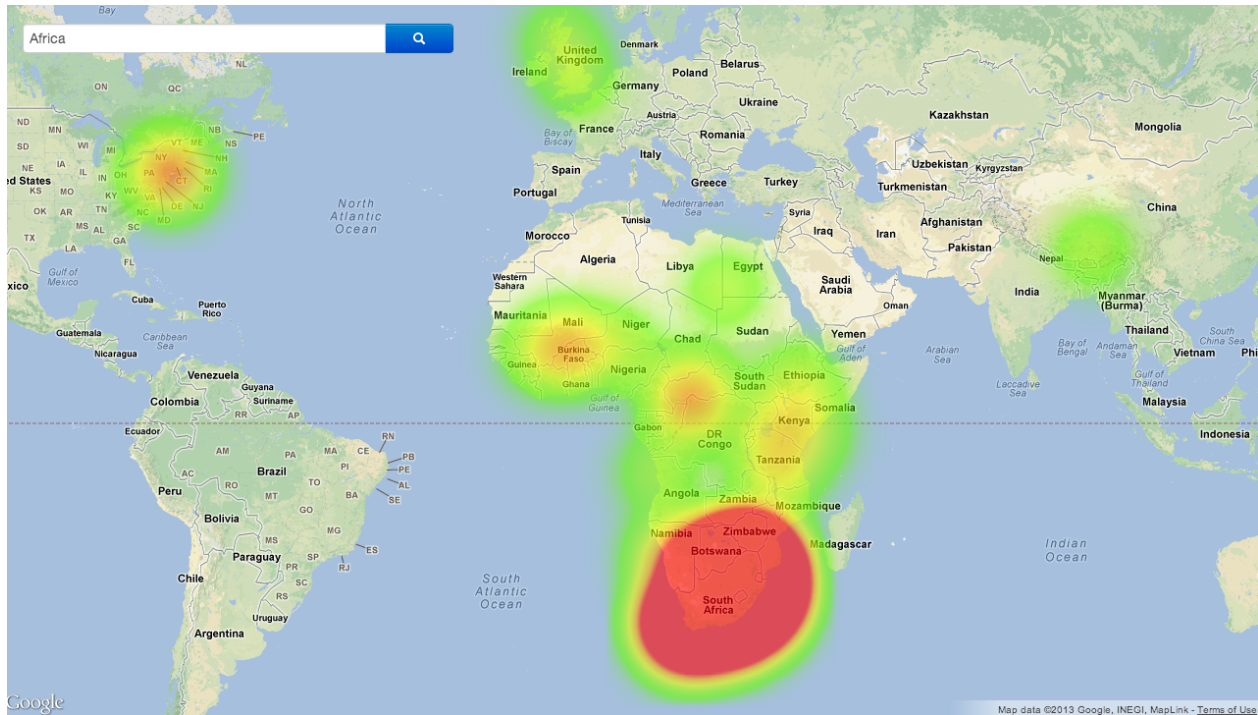 Africa
Bay
NL
ON
QC
ND
MN
NB
PE
VT
ME
NS
SD
WI
MI
NY
NH
NE
IA
PA
MA
ed States
IL
IN
OH
CT
KS
MO
WV
RI
KY
VA
DE
NJ
OK
AR
TN
NC
MD
MS
AL
SC
TX
GA
LA
FL
Gulf of
Mexico
xico
Cuba
Puerto
Rico
Guatemala
Caribbean
Sea
Nicaragua
Venezuela
Guyana
Colombia
Suriname
RR
AP
Ecuador
RN
AM
PA
MA
CE
PB
PI
PE
AC
Brazil
TO
AL
RO
BA
SE
Peru
MT
GO
Bolivia
MG
MS
ES
Paraguay
SP
RJ
PR
Chile
SC
RS
Uruguay
Argentina
North
Atlantic
Ocean
South
Atlantic
Ocean
United
Kingdom
Denmark
Ireland
Belarus
Poland
Germany
Ukraine
Austria
France
Bay of
Biscay
Romania
Italy
Spain
Portugal
Greece
Turkey
Mediterranean
Sea
Tunisia
Syria
Morocco
Iraq
Iran
Algeria
Libya
Egypt
Western
Sahara
Saudi
Arabia
Oman
Mauritania
Mali
Niger
Chad
Sudan
Yemen
Gulf of
Aden
Burkina
Faso
Guinea
Nigeria
Ghana
South
Sudan
Ethiopia
Gulf of
Guinea
Somalia
Gabon
Kenya
DR
Congo
Tanzania
Angola
Zambia
Mozambique
Namibia
Zimbabwe
Botswana
Madagascar
South
Africa
Kazakhstan
Mongolia
Uzbekistan
Kyrgyzstan
Turkmenistan
China
Afghanistan
Pakistan
Nepal
India
Myanmar
(Burma)
Thailand
Arabian
Sea
Bay of
Bengal
Andaman
Sea
South
China Sea
Vietnam
Phi
Laccadive
Sea
Gulf of
Thailand
Malaysia
Indonesia
Indian
Ocean
Google
Map data ©2013 Google, INEGI, MapLink - Terms of Use